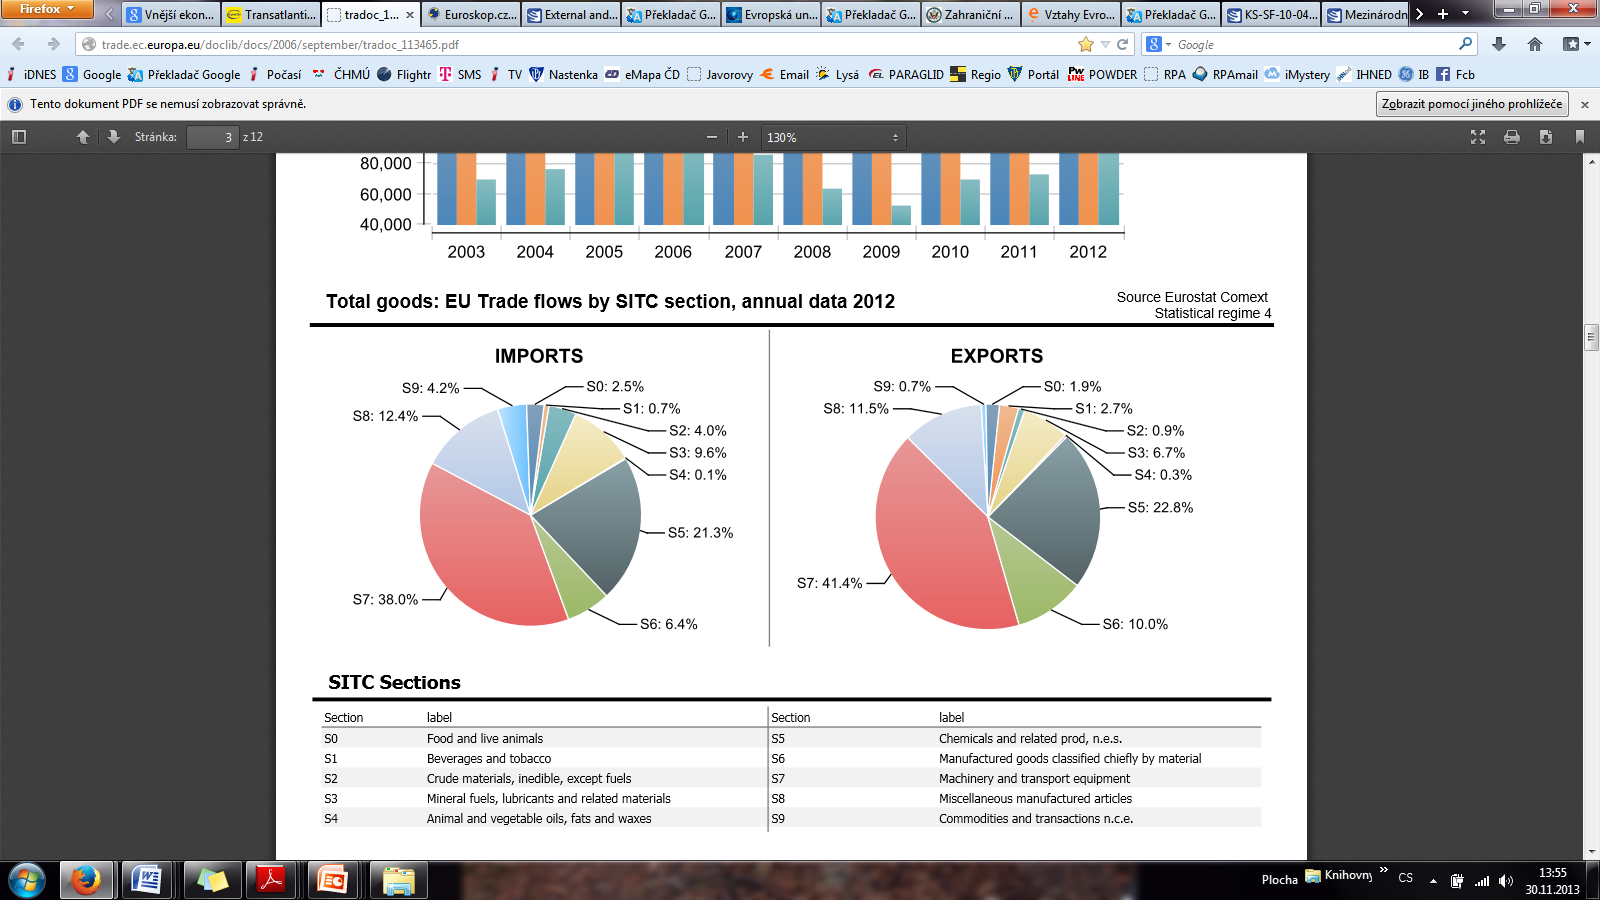 Firefox
Vnější ekon...
Transatlanti...
tradoc_1...
Euroskop.cz...
External and...
Překladač G...
Evropská un...
Překladač G...
Zahraniční ...
Vztahy Evro...
Překladač G...
KS-SF-10-04...
Mezinárodn
trade.ec.europa.eu/doclib/docs/2006/september/tradoc_113465.pdf
Google
iDNES Google Překladač Google Počasí ČHMÚ Flightr SMS TV Nastenka eMapa ČD Javorovy Email Lysá PARAGLID Regio Portál POWDER RPA RPAmail iMystery IHNED IB Fcb
Tento dokument PDF se nemusí zobrazovat správně.
Zobrazit pomocí jiného prohlížeče
Stránka: 3 z 12
130%
80,000
60,000
40,000
2003 2004 2005 2006 2007 2008 2009 2010 2011 2012
Total goods: EU Trade flows by SITC section, annual data 2012
Source Eurostat Comext
Statistical regime 4
IMPORTS
S9: 4.2%
S0: 2.5%
S8: 12.4%
S1: 0.7%
S2: 4.0%
S3: 9.6%
S4: 0.1%
S5: 21.3%
S7: 38.0%
S6: 6.4%
EXPORTS
S9: 0.7%
S0: 1.9%
S8: 11.5%
S1: 2.7%
S2: 0.9%
S3: 6.7%
S4: 0.3%
S5: 22.8%
S7: 41.4%
S6: 10.0%
SITC Sections
Section label Section label
S0 Food and live animals S5 Chemicals and related prod, n.e.s.
S1 Beverages and tobacco S6 Manufactured goods classified chiefly by material
S2 Crude materials, inedible, except fuels S7 Machinery and transport equipment
S3 Mineral fuels, lubricants and related materials S8 Miscellaneous manufactured articles
S4 Animal and vegetable oils, fats and waxes S9 Commodities and transactions n.c.e.
Plocha Knihovny CS
13:55
30.11.2013